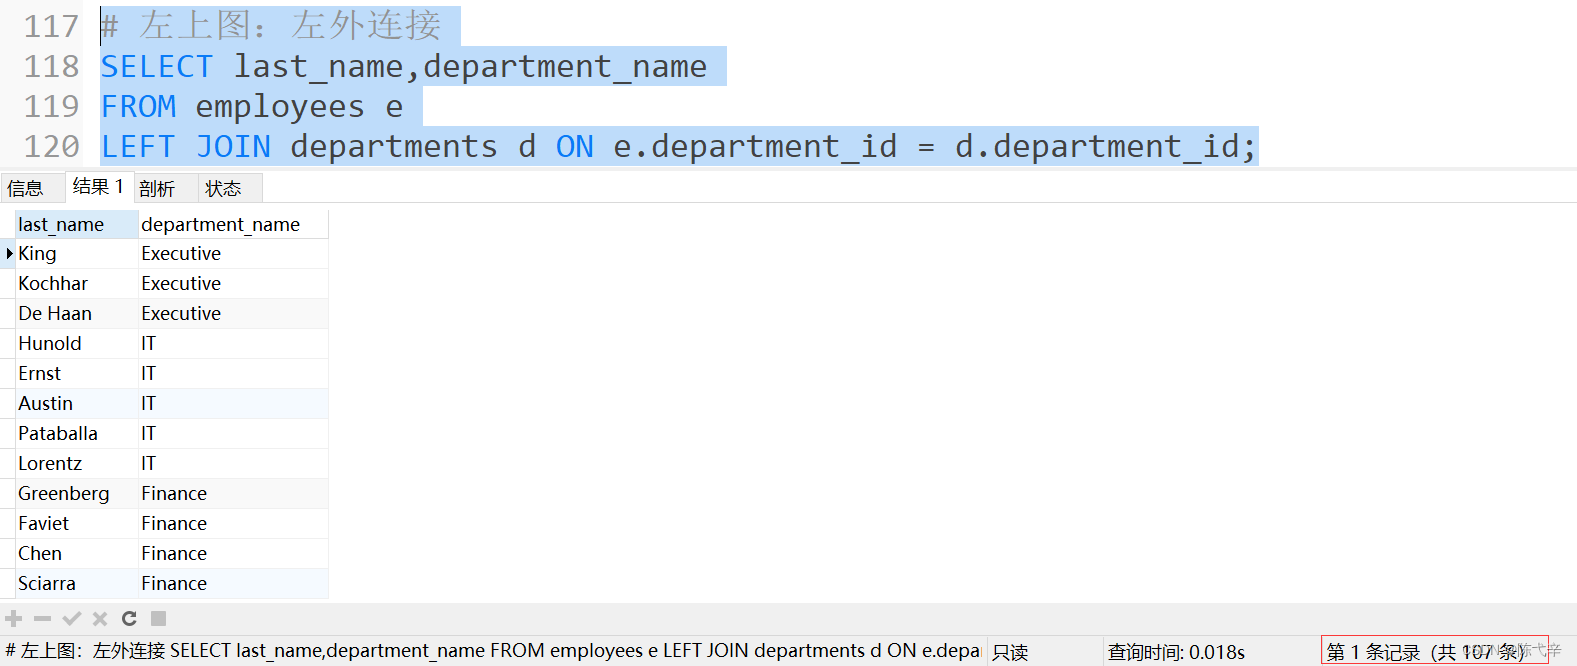 117 # 左上图：左外连接
118 SELECT last_name,department_name
119 FROM employees e
120 LEFT JOIN departments d ON e.department_id = d.department_id;
信息 结果 1 剖析 状态
last_name department_name
King Executive
Kochhar Executive
De Haan Executive
Hunold IT
Ernst IT
Austin IT
Pataballa IT
Lorentz IT
Greenberg Finance
Faviet Finance
Chen Finance
Sciarra Finance
# 左上图：左外连接 SELECT last_name,department_name FROM employees e LEFT JOIN departments d ON e.depa 只读 查询时间: 0.018s 第 1 条记录（共 107 条）
CSDN @陈弋辛